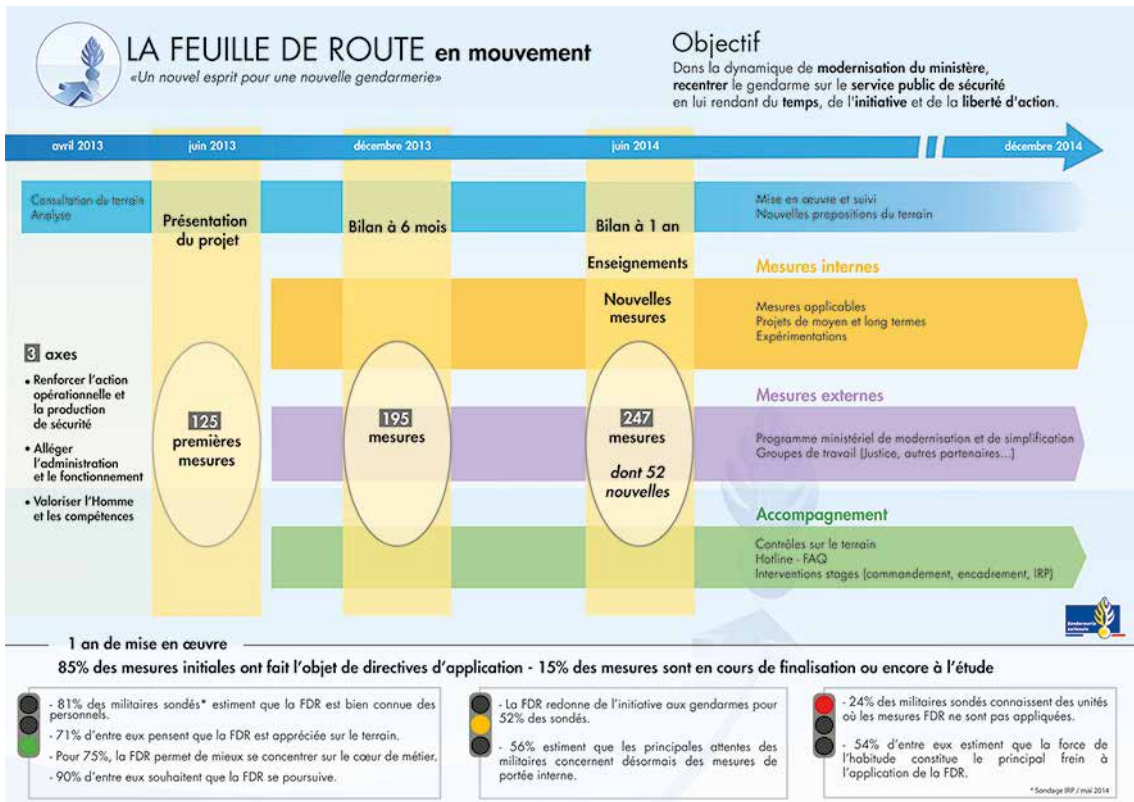 LA FEUILLE DE ROUTE en mouvement
«Un nouvel esprit pour une nouvelle gendarmerie»
Objectif
Dans la dynamique de modernisation du ministère,
recentrer le gendarme sur le service public de sécurité
en lui rendant du temps, de l'initiative et de la liberté d'action.
avril 2013
juin 2013
décembre 2013
juin 2014
décembre 2014
Consultation du terrain
Analyse
Présentation
du projet
Bilan à 6 mois
Bilan à 1 an
Enseignements
Nouvelles
mesures
Mise en œuvre et suivi
Nouvelles propositions du terrain
Mesures internes
Mesures applicables
Projets de moyen et long termes
Expérimentations
3 axes
• Renforcer l'action
opérationnelle et
la production
de sécurité
• Alléger
l'administration
et le fonctionnement
• Valoriser l'Homme
et les compétences
125
premières
mesures
195
mesures
247
mesures
dont 52
nouvelles
Mesures externes
Programme ministériel de modernisation et de simplification
Groupes de travail (Justice, autres partenaires...)
Accompagnement
Contrôles sur le terrain
Hotline - FAQ
Interventions stages (commandement, encadrement, IRP)
Gendarmerie
nationale
1 an de mise en œuvre
85% des mesures initiales ont fait l'objet de directives d'application - 15% des mesures sont en cours de finalisation ou encore à l'étude
- 81% des militaires sondés* estiment que la FDR est bien connue des
personnels.
- 71% d'entre eux pensent que la FDR est appréciée sur le terrain.
- Pour 75%, la FDR permet de mieux se concentrer sur le cœur de métier.
- 90% d'entre eux souhaitent que la FDR se poursuive.
- La FDR redonne de l'initiative aux gendarmes pour
52% des sondés.
- 56% estiment que les principales attentes des
militaires concernent désormais des mesures de
portée interne.
- 24% des militaires sondés connaissent des unités
où les mesures FDR ne sont pas appliquées.
- 54% d'entre eux estiment que la force de
l'habitude constitue le principal frein à
l'application de la FDR.
* Sondage IRP / mai 2014